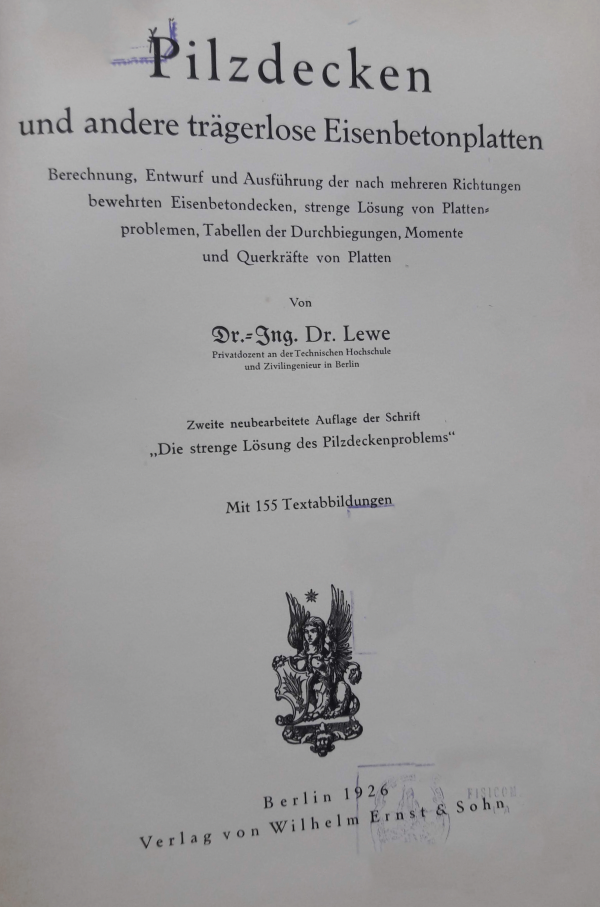 Pilzdecken
und andere trägerlose Eisenbetonplatten
Berechnung, Entwurf und Ausführung der nach mehreren Richtungen
bewehrten Eisenbetondecken, strenge Lösung von Platten=
problemen, Tabellen der Durchbiegungen, Momente
und Querkräfte von Platten
Von
Dr.=Ing. Dr. Lewe
Privatdozent an der Technischen Hochschule
und Zivilingenieur in Berlin
Zweite neubearbeitete Auflage der Schrift
„Die strenge Lösung des Pilzdeckenproblems“
Mit 155 Textabbildungen
Berlin 1926
Verlag von Wilhelm Ernst & Sohn